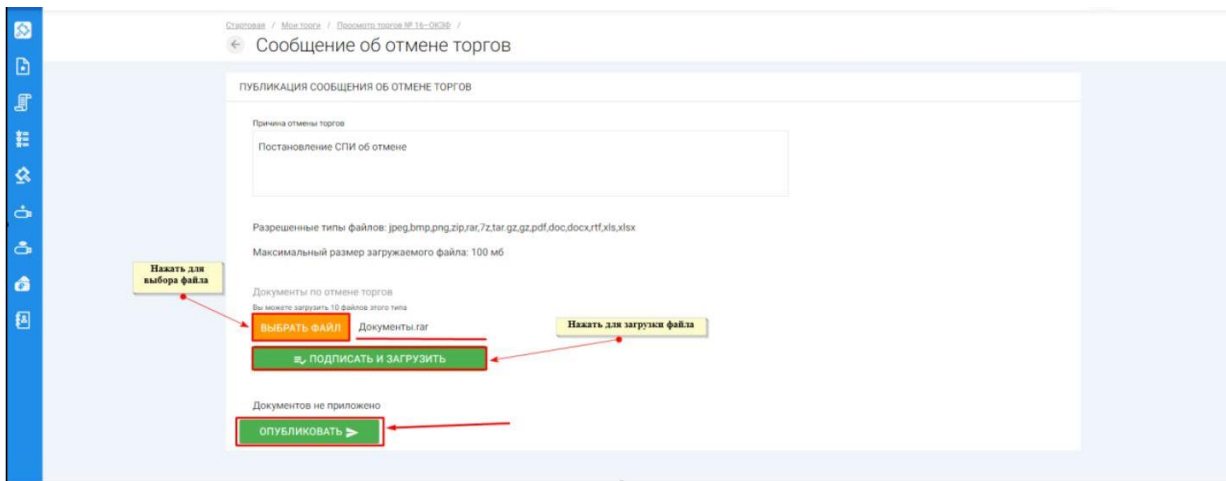 Стартовая / Мои торги / Просмотр торгов № 16-ОКЭФ /
Сообщение об отмене торгов
ПУБЛИКАЦИЯ СООБЩЕНИЯ ОБ ОТМЕНЕ ТОРГОВ
Причина отмены торгов
Постановление СПИ об отмене
Разрешенные типы файлов: jpeg,bmp,png,zip,rar,7z,tar.gz,gz,pdf,doc,docx,rtf,xls,xlsx
Максимальный размер загружаемого файла: 100 мб
Нажать для
выбора файла
Документы по отмене торгов
Вы можете загрузить 10 файлов этого типа
ВЫБРАТЬ ФАЙЛ Документы.rar
Нажать для загрузки файла
ПОДПИСАТЬ И ЗАГРУЗИТЬ
Документов не приложено
ОПУБЛИКОВАТЬ